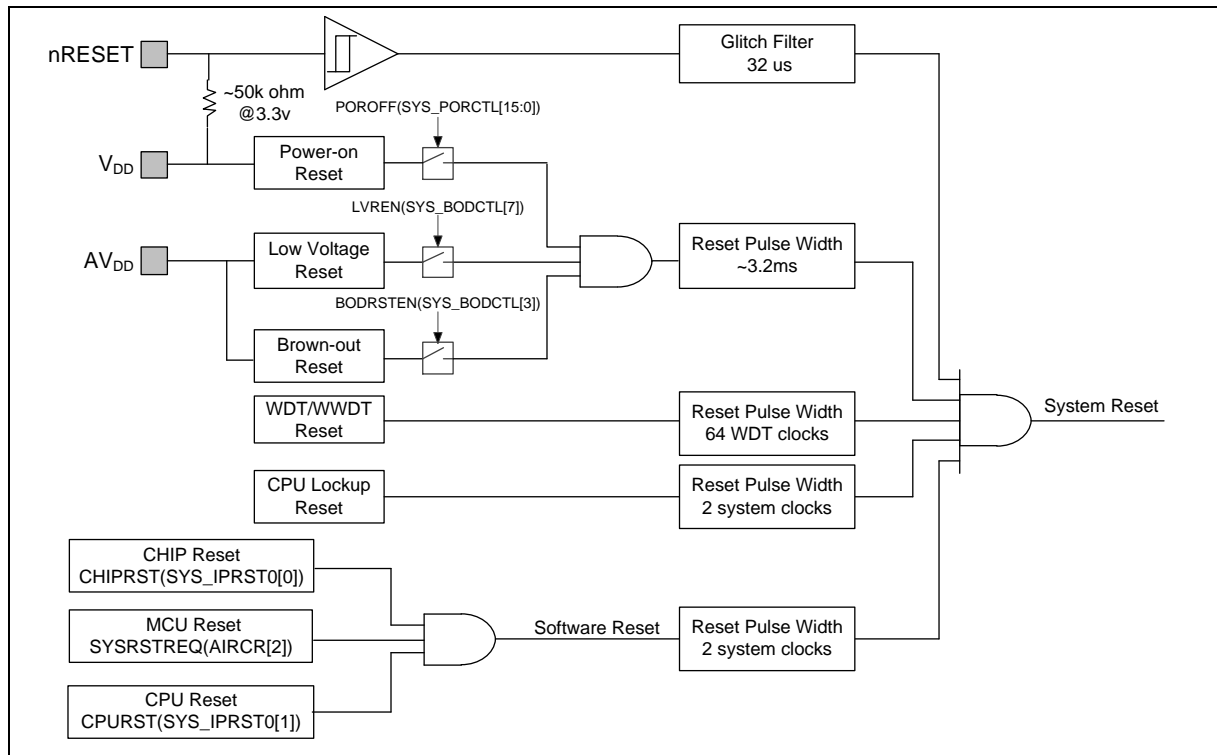 nRESET
Glitch Filter
32 us
~50k ohm
@3.3v
POROFF(SYS_PORCTL[15:0])
VDD
Power-on
Reset
LVREN(SYS_BODCTL[7])
AVDD
Low Voltage
Reset
Reset Pulse Width
~3.2ms
BODRSTEN(SYS_BODCTL[3])
Brown-out
Reset
WDT/WWDT
Reset
Reset Pulse Width
64 WDT clocks
System Reset
CPU Lockup
Reset
Reset Pulse Width
2 system clocks
CHIP Reset
CHIPRST(SYS_IPRST0[0])
MCU Reset
SYSRSTREQ(AIRCR[2])
Software Reset
Reset Pulse Width
2 system clocks
CPU Reset
CPURST(SYS_IPRST0[1])